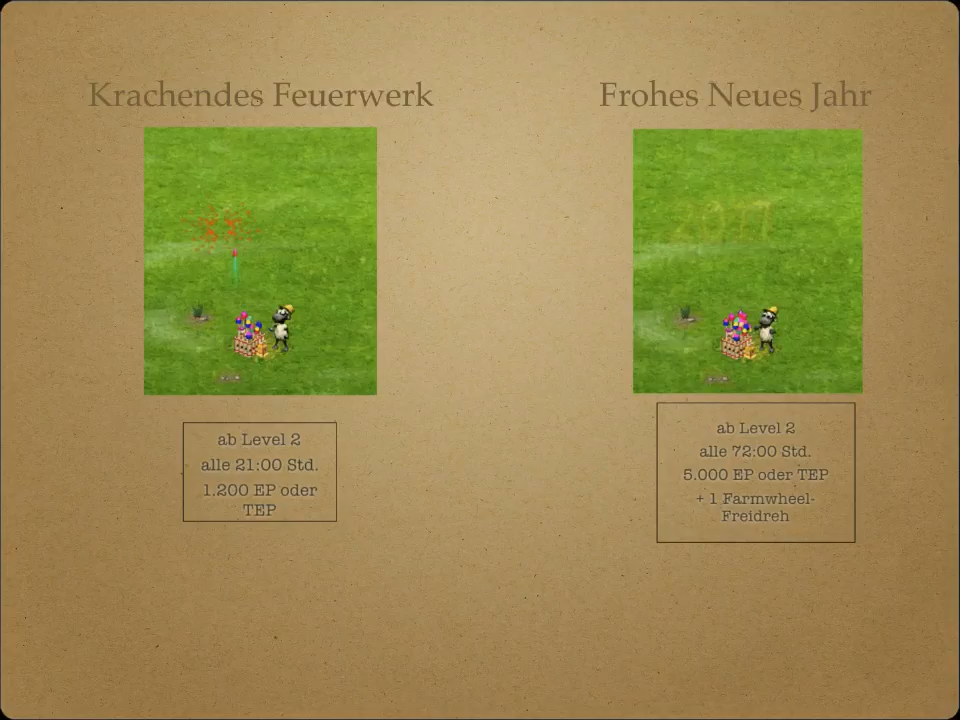 Krachendes Feuerwerk
Frohes Neues Jahr
2017
ab Level 2
alle 21:00 Std.
1.200 EP oder
TEP
ab Level 2
alle 72:00 Std.
5.000 EP oder TEP
+ 1 Farmwheel-
Freidreh